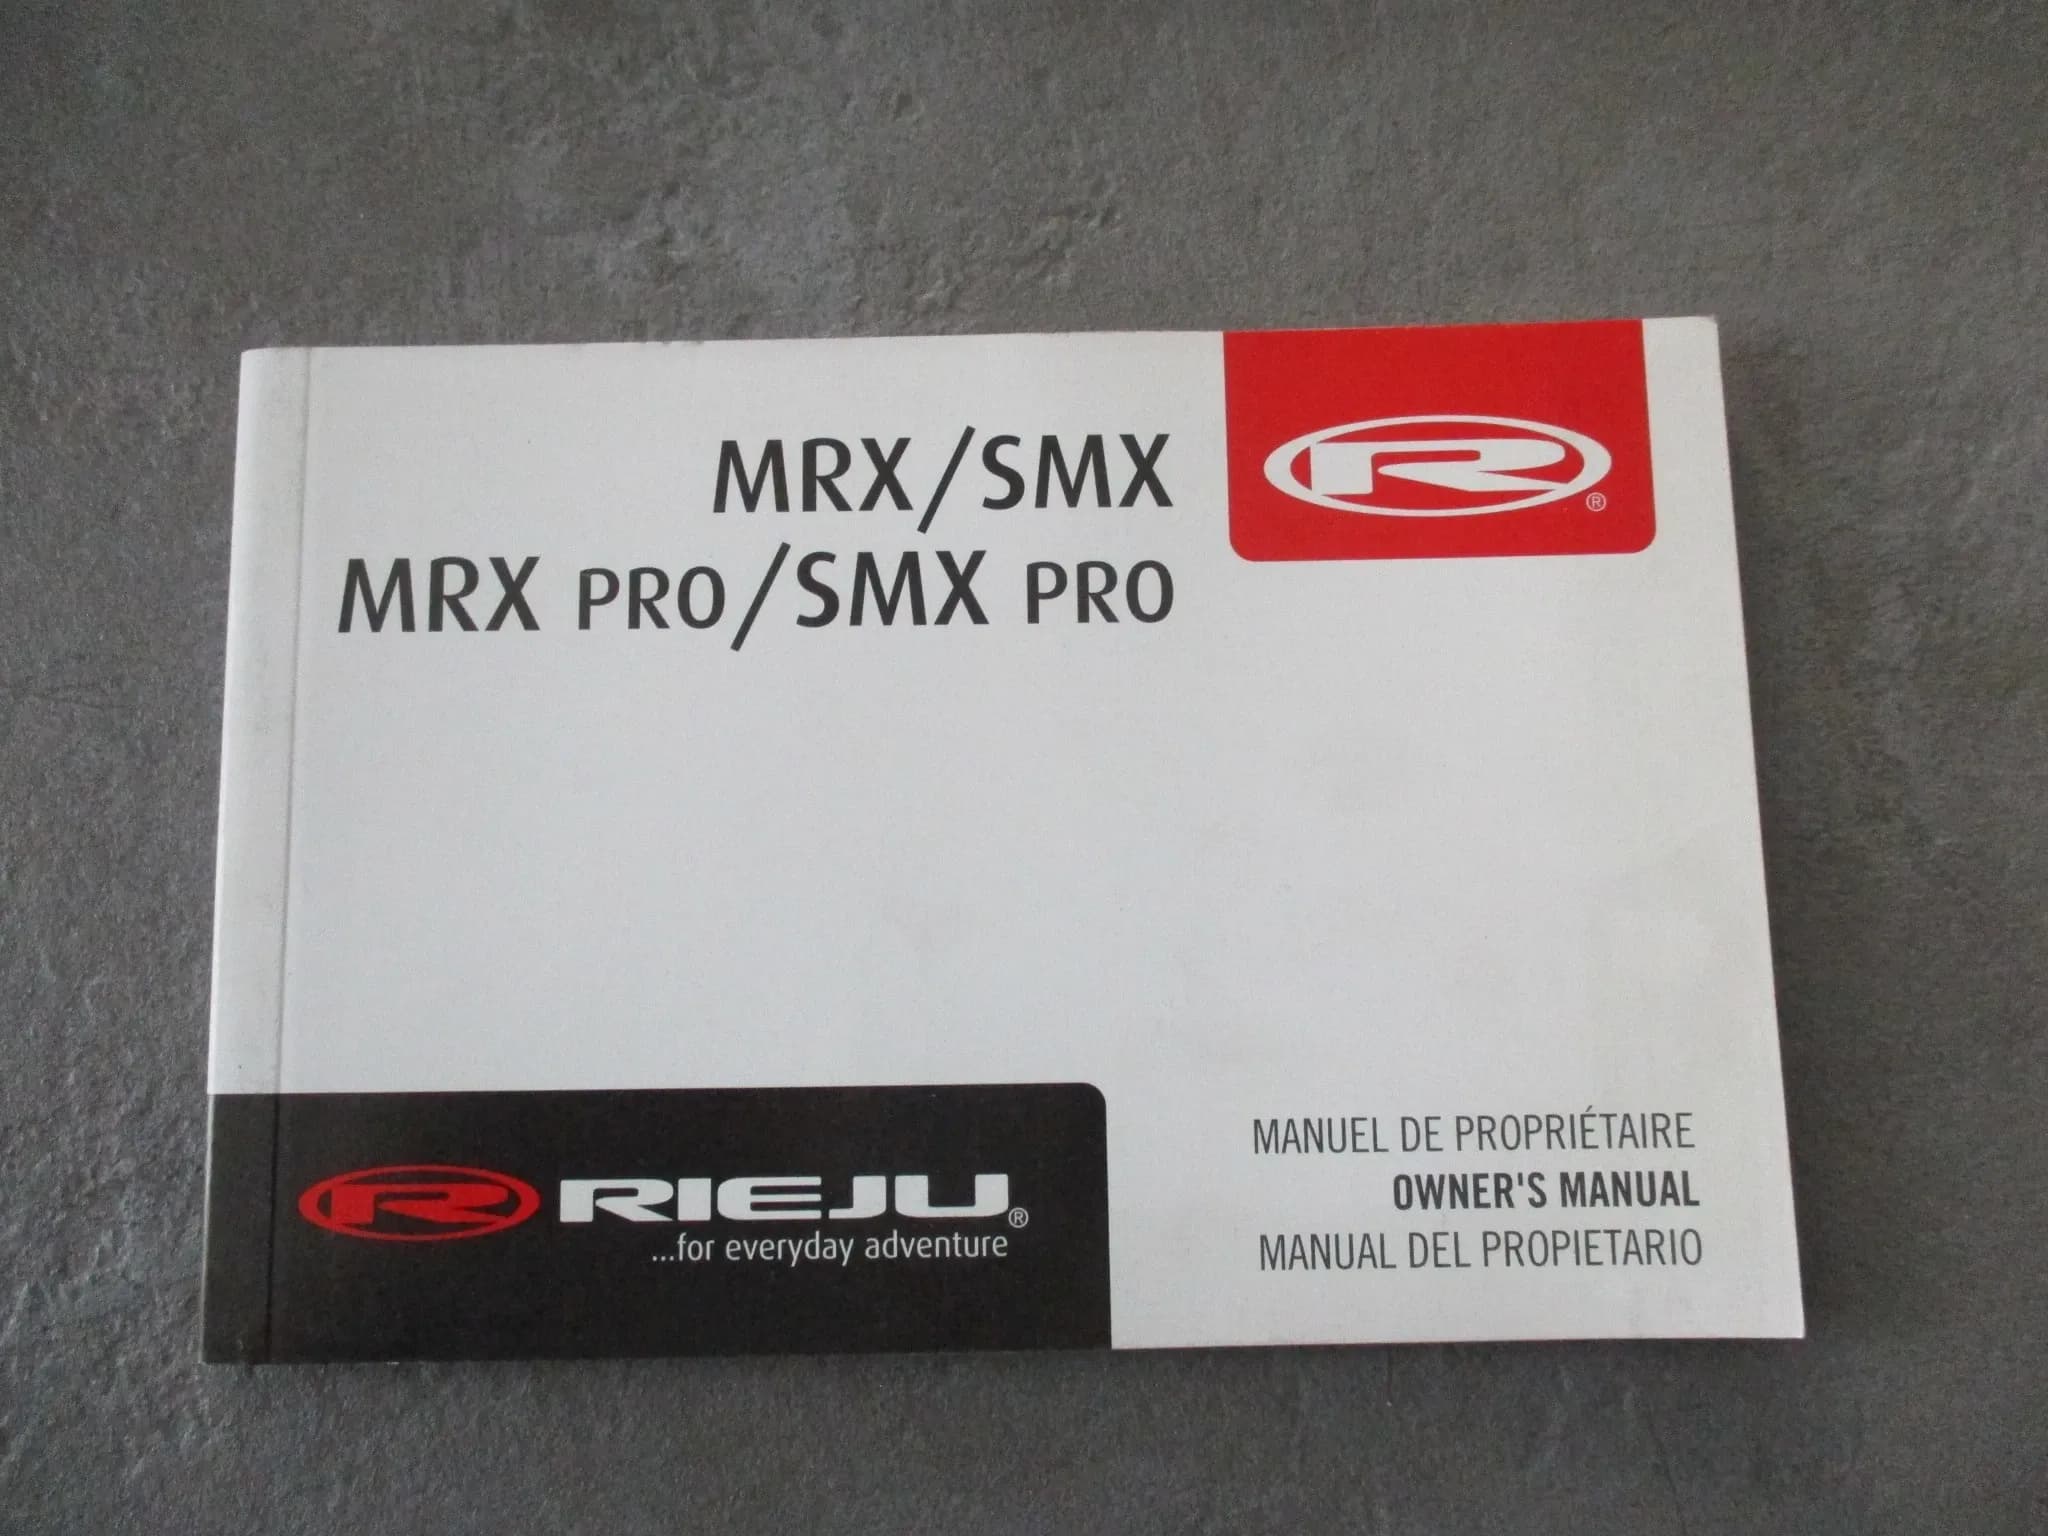 MRX/SMX
MRX PRO/SMX PRO
R®
R RIEJU®
...for everyday adventure
MANUEL DE PROPRIÉTAIRE
OWNER'S MANUAL
MANUAL DEL PROPIETARIO